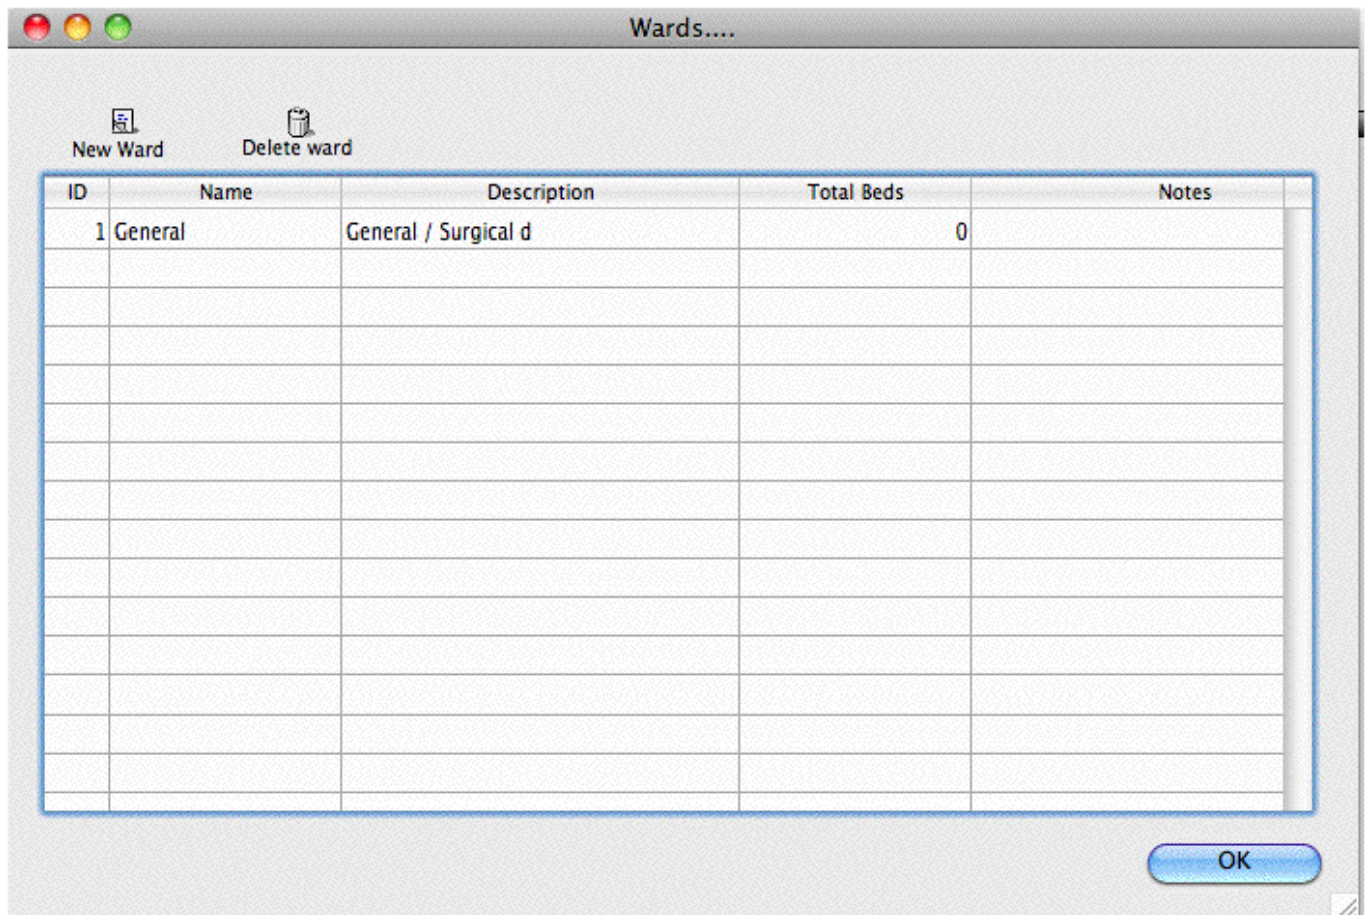 Wards....
New Ward Delete ward
ID Name Description Total Beds Notes
1 General General / Surgical d 0
OK